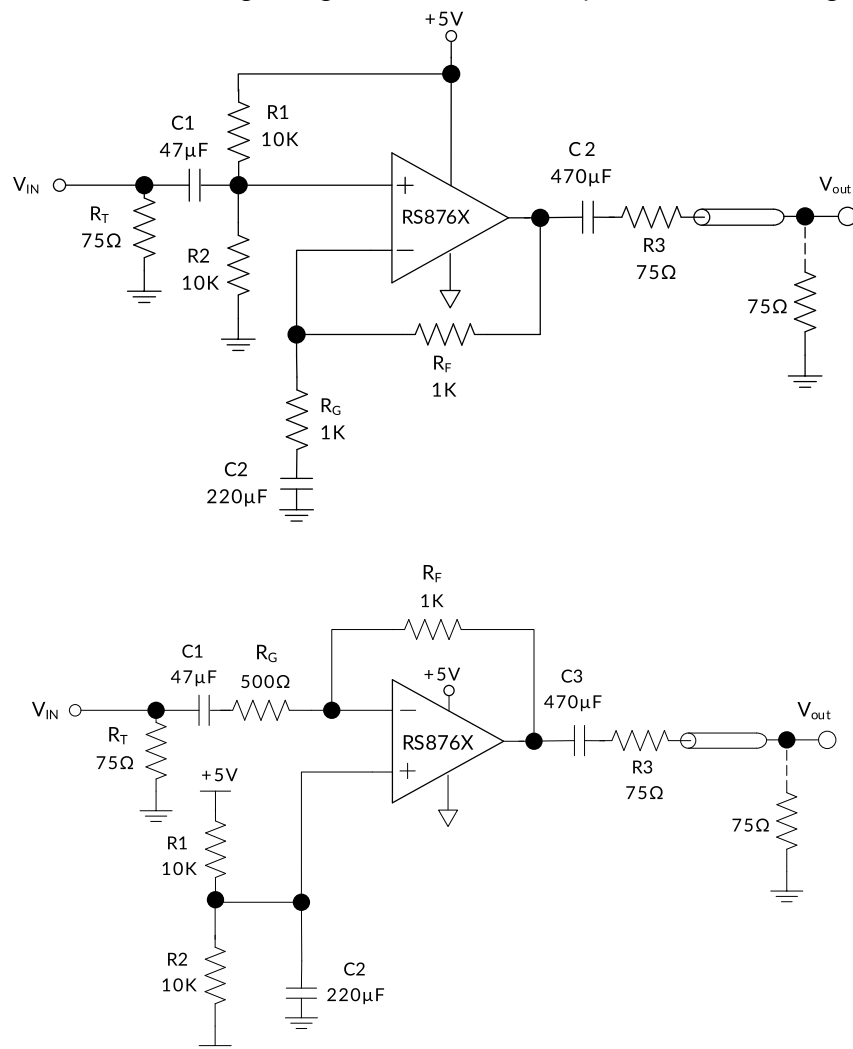 +5V
R1
10K
C1
47μF
C 2
470μF
V_IN
+
RS876X
V_out
R_T
75Ω
R2
10K
−
R3
75Ω
75Ω
R_F
1K
R_G
1K
C2
220μF
R_F
1K
C1
47μF
R_G
500Ω
+5V
C3
470μF
V_IN
−
RS876X
+
V_out
R_T
75Ω
R3
75Ω
+5V
75Ω
R1
10K
R2
10K
C2
220μF